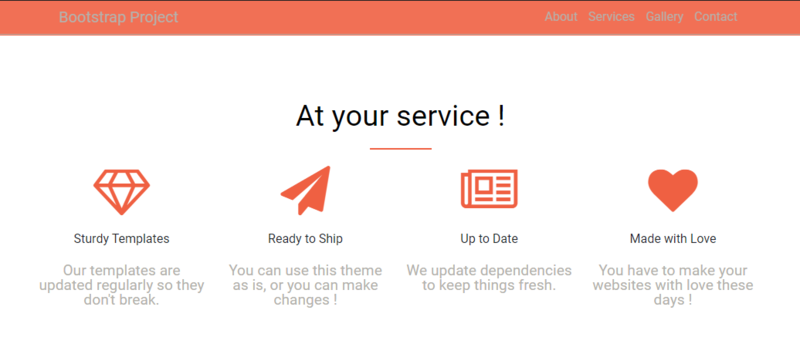 Bootstrap Project
About Services Gallery Contact
At your service !
Sturdy Templates
Our templates are
updated regularly so they
don't break.
Ready to Ship
You can use this theme
as is, or you can make
changes !
Up to Date
We update dependencies
to keep things fresh.
Made with Love
You have to make your
websites with love these
days !